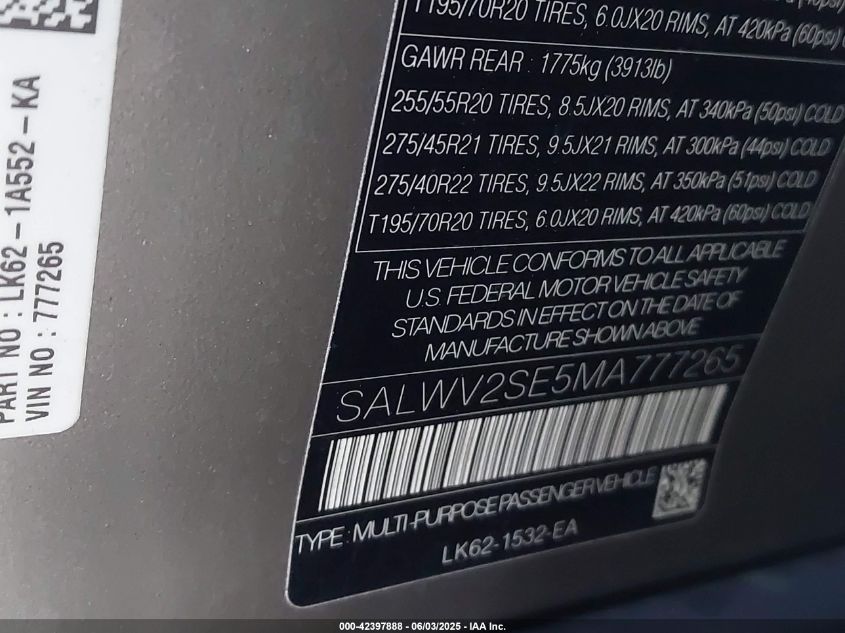 PART NO : LK62 - 1A552 - KA
VIN NO : 777265
T195/70R20 TIRES, 6.0JX20 RIMS, AT 420kPa (60psi)
GAWR REAR : 1775kg (3913lb)
255/55R20 TIRES, 8.5JX20 RIMS, AT 340kPa (50psi) COLD
275/45R21 TIRES, 9.5JX21 RIMS, AT 300kPa (44psi) COLD
275/40R22 TIRES, 9.5JX22 RIMS, AT 350kPa (51psi) COLD
T195/70R20 TIRES, 6.0JX20 RIMS, AT 420kPa (60psi) COLD
THIS VEHICLE CONFORMS TO ALL APPLICABLE
U.S. FEDERAL MOTOR VEHICLE SAFETY
STANDARDS IN EFFECT ON THE DATE OF
MANUFACTURE SHOWN ABOVE
SALWV2SE5MA777265
TYPE : MULTI-PURPOSE PASSENGER VEHICLE
LK62-1532-EA
000-42397888 - 06/03/2025 - IAA Inc.